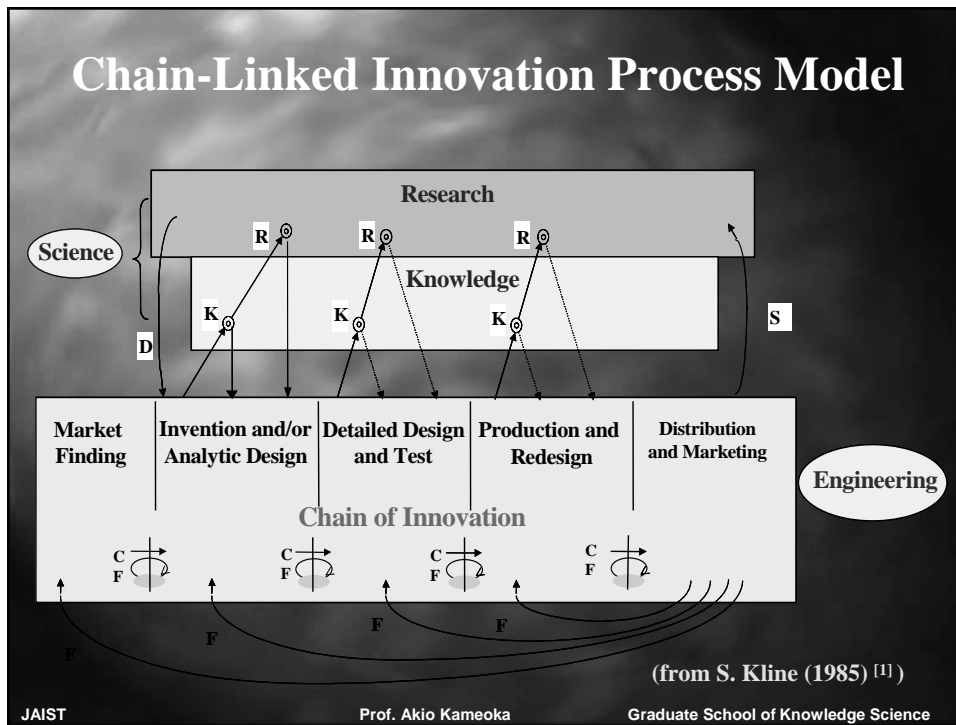 Chain-Linked Innovation Process Model
Research
R
R
R
Science
Knowledge
K
K
K
D
S
Market
Finding
Invention and/or
Analytic Design
Detailed Design
and Test
Production and
Redesign
Distribution
and Marketing
Engineering
Chain of Innovation
C
F
C
F
C
F
C
F
F
F
F
F
(from S. Kline (1985) [1] )
JAIST
Prof. Akio Kameoka
Graduate School of Knowledge Science